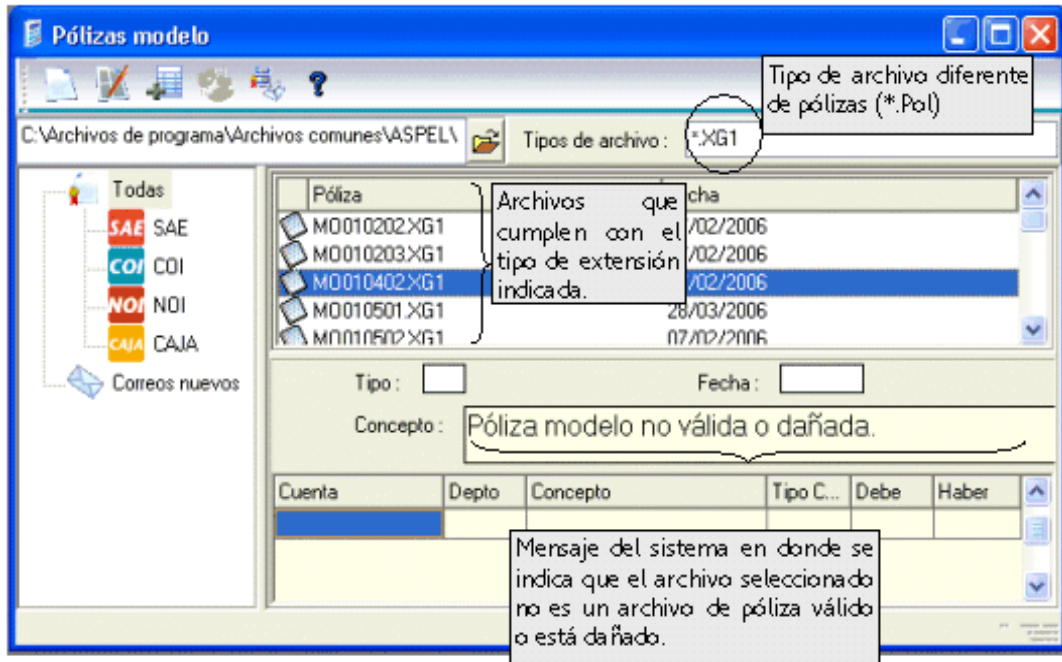 Pólizas modelo
Tipo de archivo diferente
de pólizas (*.Pol)
C:\Archivos de programa\Archivos comunes\ASPEL\
Tipos de archivo :
*.XG1
Todas
SAE SAE
COI COI
NOI NOI
CAJA CAJA
Correos nuevos
Póliza
cha
MO010202.XG1 /02/2006
MO010203.XG1 /02/2006
MO010402.XG1 /02/2006
MO010501.XG1 28/03/2006
MO010502.XG1 07/02/2006
Archivos que
cumplen con el
tipo de extensión
indicada.
Tipo :
Fecha :
Concepto :
Póliza modelo no válida o dañada.
Cuenta Depto Concepto Tipo C... Debe Haber
Mensaje del sistema en donde se
indica que el archivo seleccionado
no es un archivo de póliza válido
o está dañado.